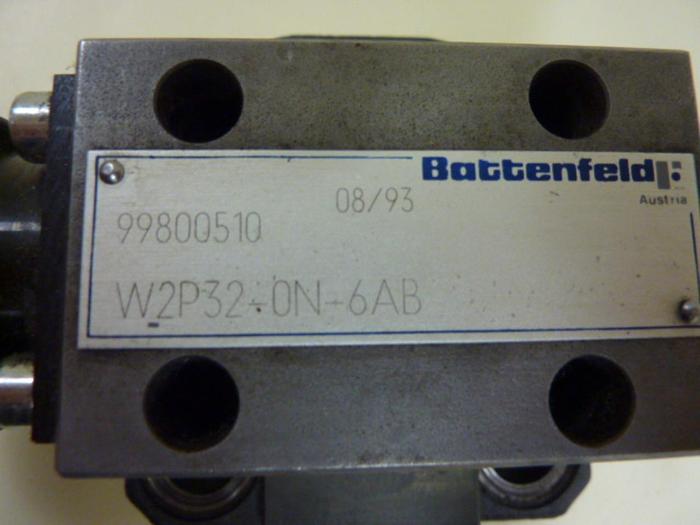 Battenfeld
Austria
08/93
99800510
W2P32-0N-6AB